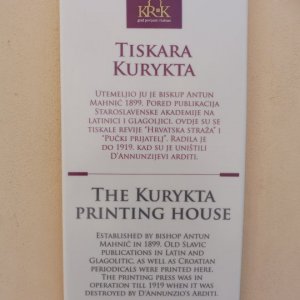 KRK
grad povijesti i kulture
TISKARA
KURYKTA
UTEMELJIO JU JE BISKUP ANTUN
MAHNIĆ 1899. PORED PUBLIKACIJA
STAROSLAVENSKE AKADEMIJE NA
LATINICI I GLAGOLJICI, OVDJE SU SE
TISKALE REVIJE "HRVATSKA STRAŽA" I
"PUČKI PRIJATELJ". RADILA JE
DO 1919. KAD SU JE UNIŠTILI
D'ANNUNZIJEVI ARDITI.
THE KURYKTA
PRINTING HOUSE
ESTABLISHED BY BISHOP ANTUN
MAHNIĆ IN 1899. OLD SLAVIC
PUBLICATIONS IN LATIN AND
GLAGOLITIC, AS WELL AS CROATIAN
PERIODICALS WERE PRINTED HERE.
THE PRINTING PRESS WAS IN
OPERATION TILL 1919 WHEN IT WAS
DESTROYED BY D'ANNUNZIO'S ARDITI.